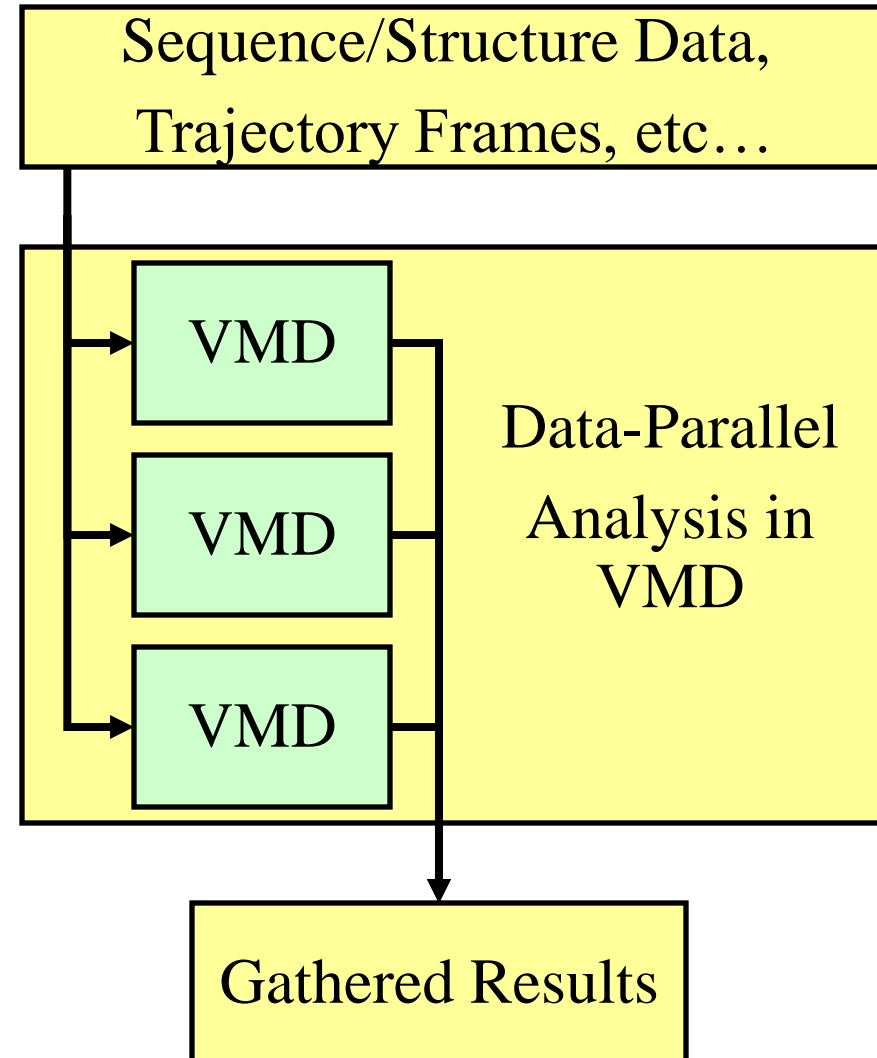 Sequence/Structure Data,
Trajectory Frames, etc…
VMD
VMD
VMD
Data-Parallel
Analysis in
VMD
Gathered Results